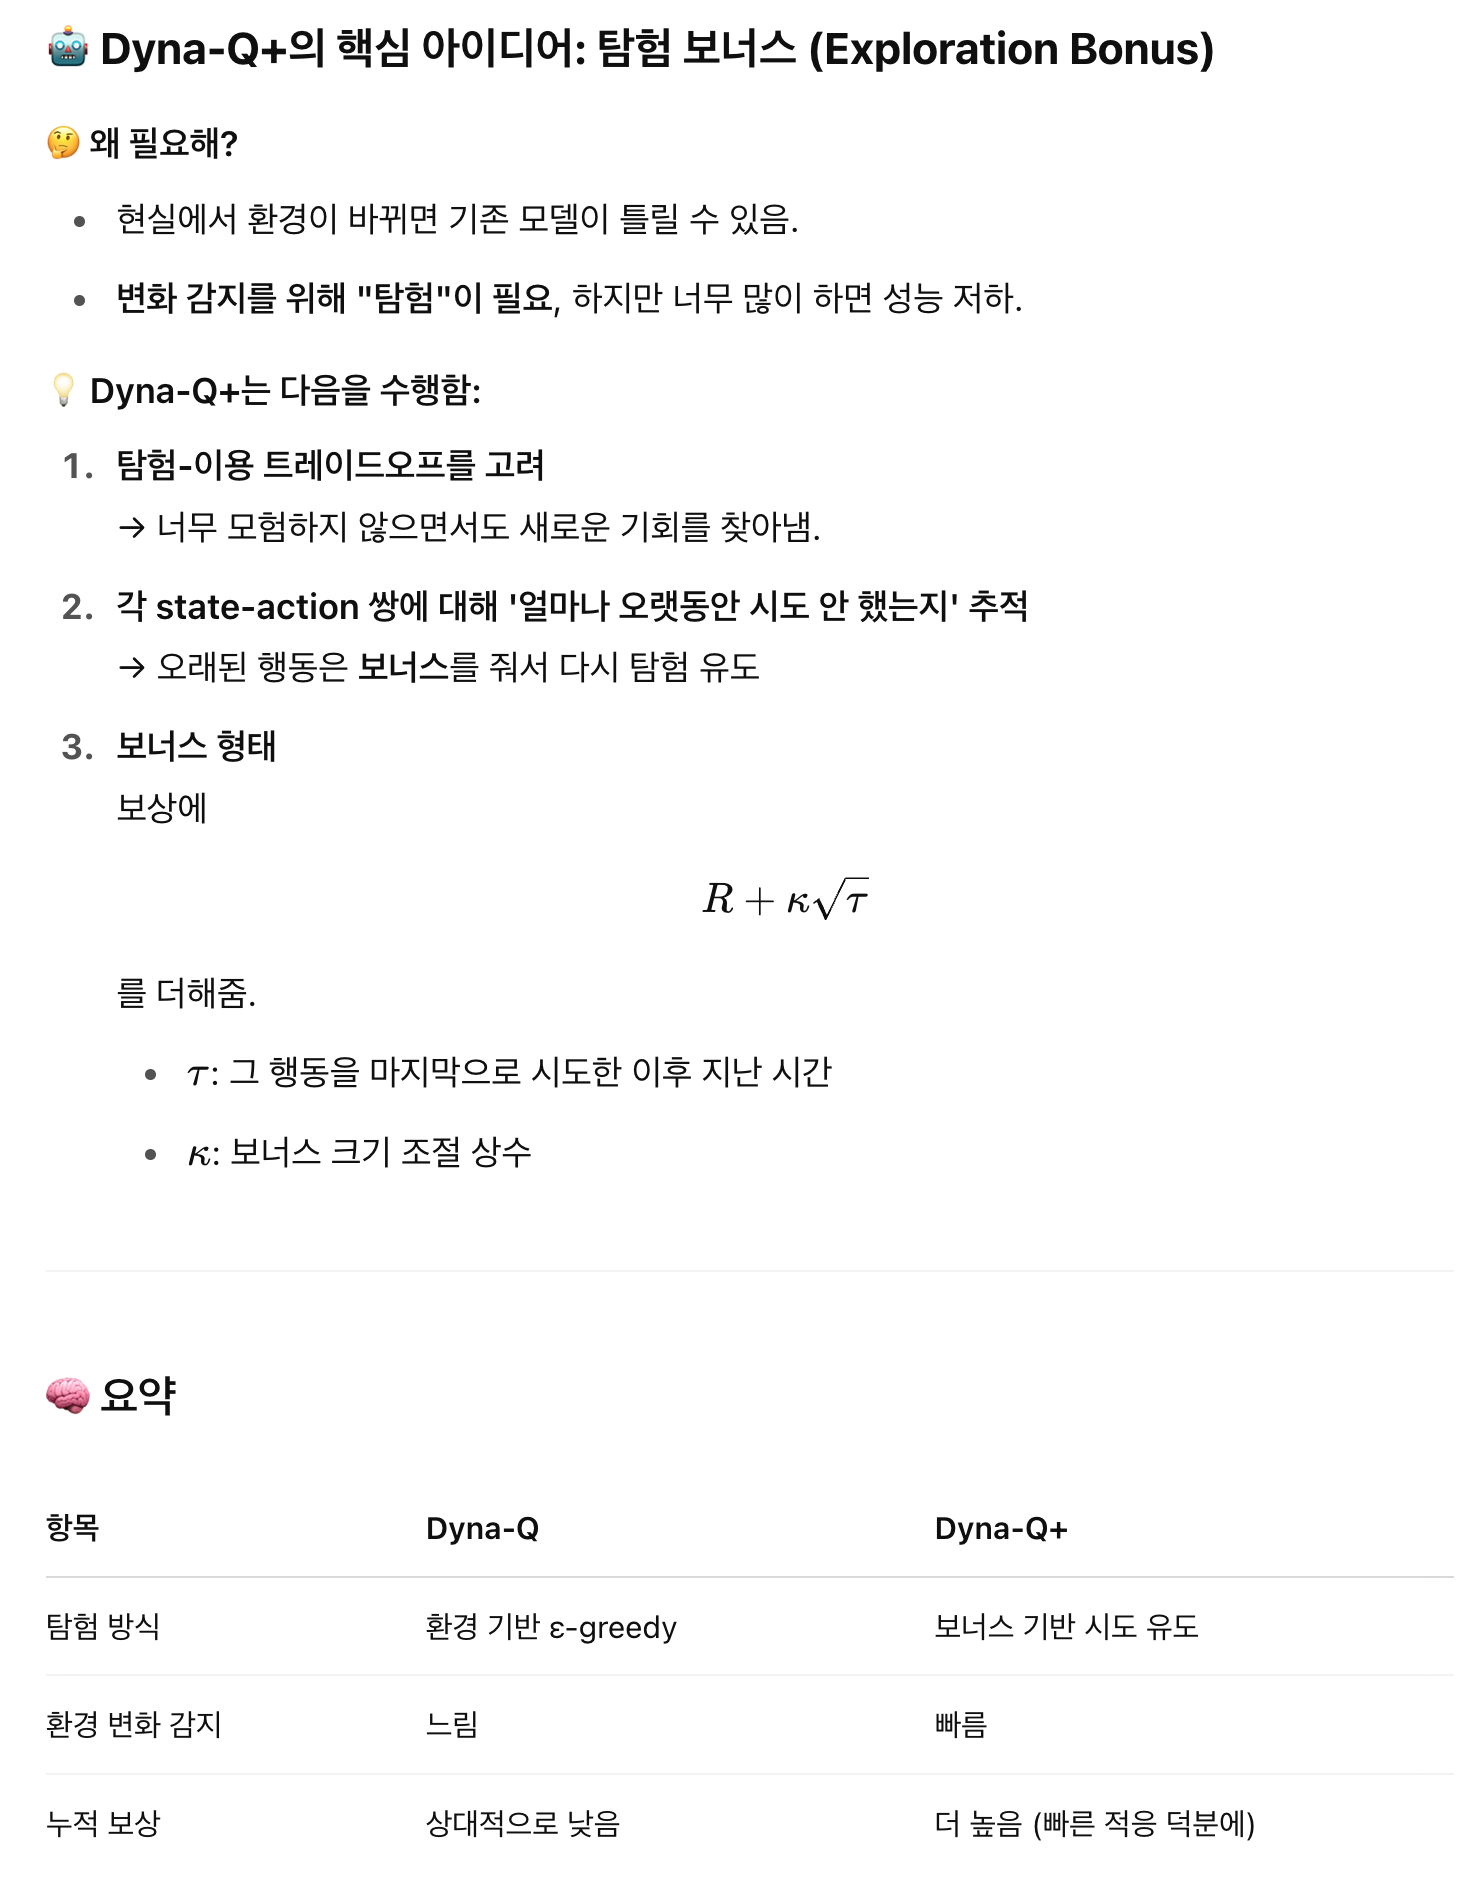 🤖 Dyna-Q+의 핵심 아이디어: 탐험 보너스 (Exploration Bonus)
🤔 왜 필요해?
• 현실에서 환경이 바뀌면 기존 모델이 틀릴 수 있음.
• 변화 감지를 위해 "탐험"이 필요, 하지만 너무 많이 하면 성능 저하.
💡 Dyna-Q+는 다음을 수행함:
1. 탐험-이용 트레이드오프를 고려
→ 너무 모험하지 않으면서도 새로운 기회를 찾아냄.
2. 각 state-action 쌍에 대해 '얼마나 오랫동안 시도 안 했는지' 추적
→ 오래된 행동은 보너스를 줘서 다시 탐험 유도
3. 보너스 형태
보상에
R + κ√τ
를 더해줌.
• τ: 그 행동을 마지막으로 시도한 이후 지난 시간
• κ: 보너스 크기 조절 상수
🧠 요약
항목 Dyna-Q Dyna-Q+
탐험 방식 환경 기반 ε-greedy 보너스 기반 시도 유도
환경 변화 감지 느림 빠름
누적 보상 상대적으로 낮음 더 높음 (빠른 적응 덕분에)